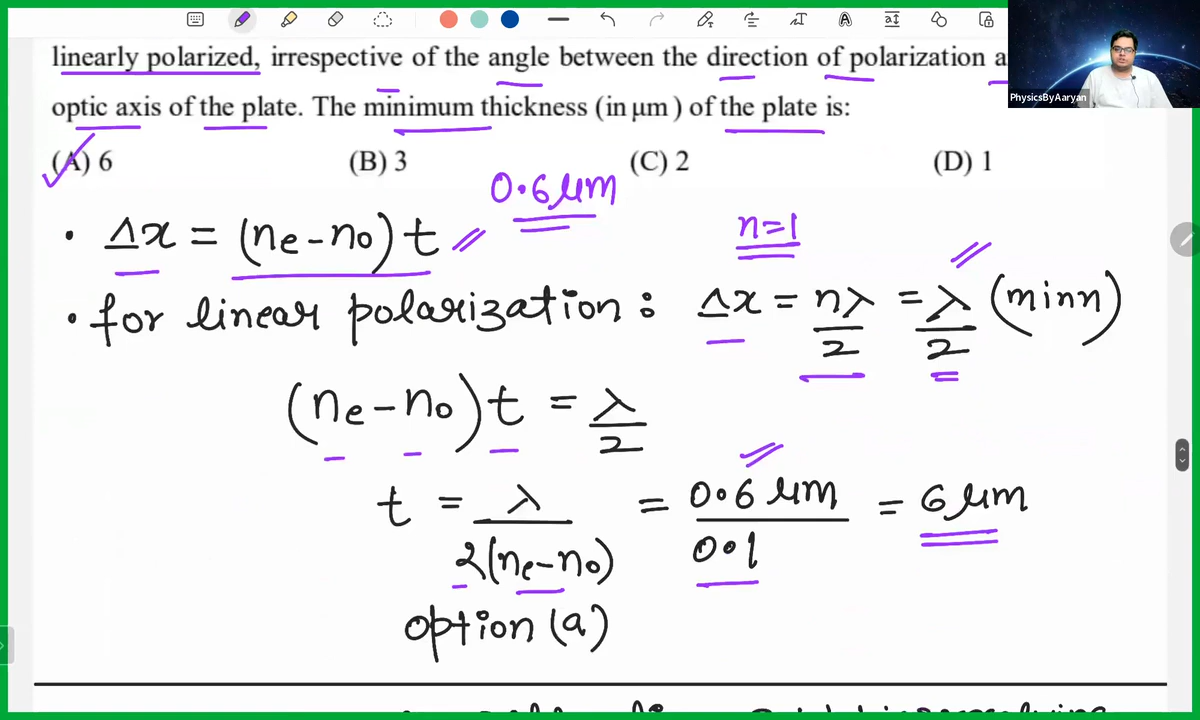 linearly polarized, irrespective of the angle between the direction of polarization
PhysicsByAaryan
optic axis of the plate. The minimum thickness (in μm) of the plate is:
(A) 6 (B) 3 (C) 2 (D) 1
0.6 μm
• Δx = (ne - no) t
n=1
• for linear polarization : Δx = nλ/2 = λ/2 (minn)
(ne - no) t = λ/2
t = λ/2(ne-no) = 0.6 μm/0.1 = 6 μm
option (a)